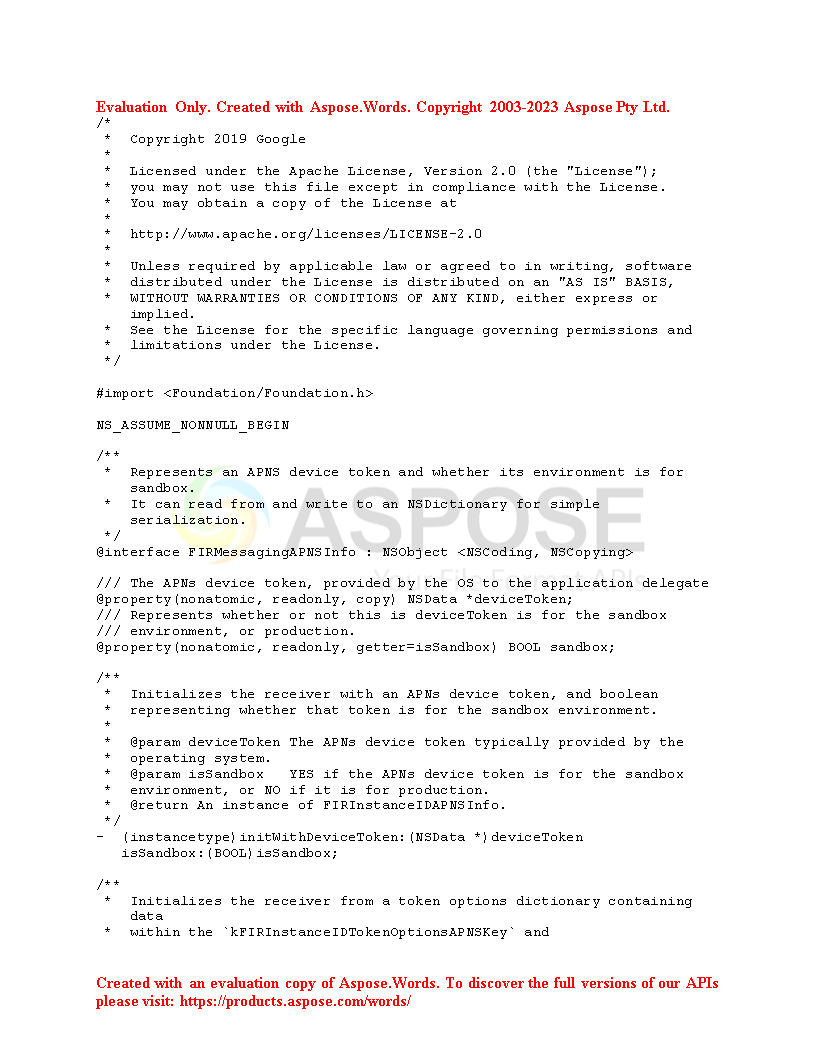 Evaluation Only. Created with Aspose.Words. Copyright 2003-2023 Aspose Pty Ltd.
/*
 *  Copyright 2019 Google
 *
 *  Licensed under the Apache License, Version 2.0 (the "License");
 *  you may not use this file except in compliance with the License.
 *  You may obtain a copy of the License at
 *
 *  http://www.apache.org/licenses/LICENSE-2.0
 *
 *  Unless required by applicable law or agreed to in writing, software
 *  distributed under the License is distributed on an "AS IS" BASIS,
 *  WITHOUT WARRANTIES OR CONDITIONS OF ANY KIND, either express or
    implied.
 *  See the License for the specific language governing permissions and
 *  limitations under the License.
 */
#import <Foundation/Foundation.h>
NS_ASSUME_NONNULL_BEGIN
/**
 *  Represents an APNS device token and whether its environment is for
    sandbox.
 *  It can read from and write to an NSDictionary for simple
    serialization.
 */
ASPOSE
@interface FIRMessagingAPNSInfo : NSObject <NSCoding, NSCopying>
Your File Format APIs
/// The APNs device token, provided by the OS to the application delegate
@property(nonatomic, readonly, copy) NSData *deviceToken;
/// Represents whether or not this is deviceToken is for the sandbox
/// environment, or production.
@property(nonatomic, readonly, getter=isSandbox) BOOL sandbox;
/**
 *  Initializes the receiver with an APNs device token, and boolean
 *  representing whether that token is for the sandbox environment.
 *
 *  @param deviceToken The APNs device token typically provided by the
 *  operating system.
 *  @param isSandbox   YES if the APNs device token is for the sandbox
 *  environment, or NO if it is for production.
 *  @return An instance of FIRInstanceIDAPNSInfo.
 */
-  (instancetype)initWithDeviceToken:(NSData *)deviceToken
   isSandbox:(BOOL)isSandbox;
/**
 *  Initializes the receiver from a token options dictionary containing
    data
 *  within the `kFIRInstanceIDTokenOptionsAPNSKey` and
Created with an evaluation copy of Aspose.Words. To discover the full versions of our APIs
please visit: https://products.aspose.com/words/